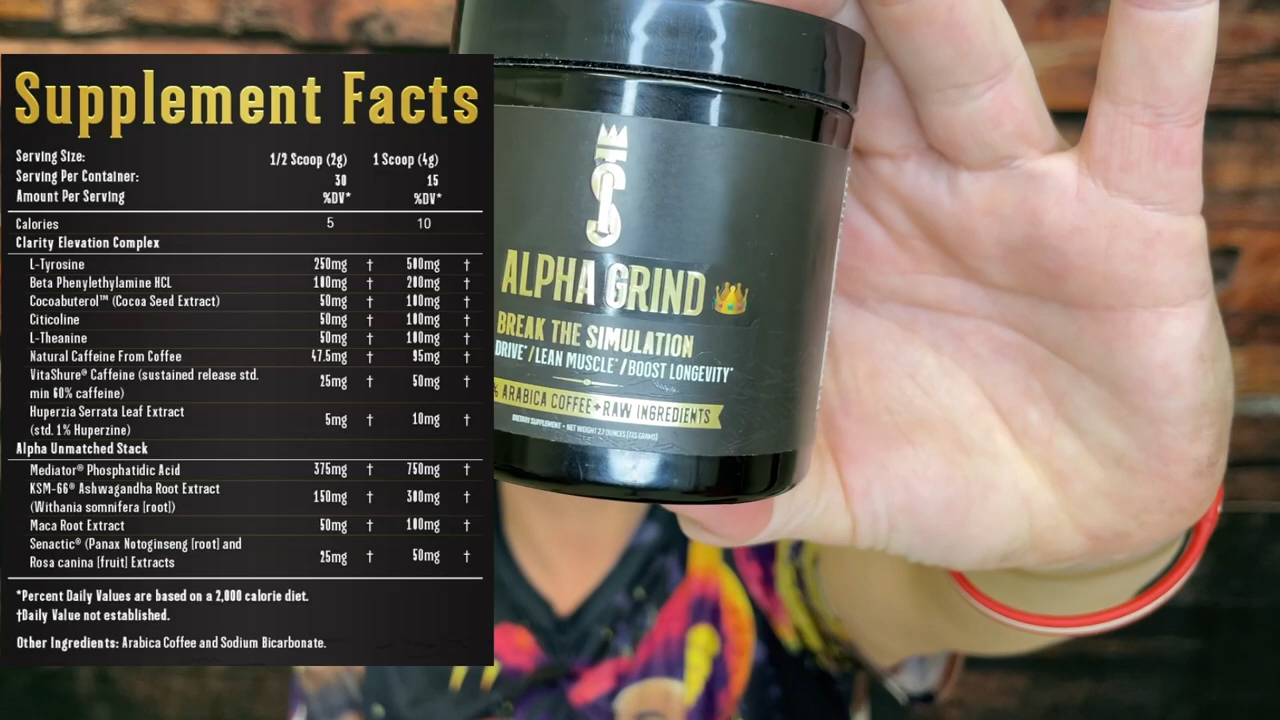 Supplement Facts
Serving Size: 1/2 Scoop (2g) 1 Scoop (4g)
Serving Per Container: 30 15
Amount Per Serving %DV* %DV*
Calories 5 10
Clarity Elevation Complex
L-Tyrosine 250mg † 500mg †
Beta Phenylethylamine HCL 100mg † 200mg †
Cocoabuterol™ (Cocoa Seed Extract) 50mg † 100mg †
Citicoline 50mg † 100mg †
L-Theanine 50mg † 100mg †
Natural Caffeine From Coffee 47.5mg † 95mg †
VitaShure® Caffeine (sustained release std.
min 60% caffeine) 25mg † 50mg †
Huperzia Serrata Leaf Extract
(std. 1% Huperzine) 5mg † 10mg †
Alpha Unmatched Stack
Mediator® Phosphatidic Acid 375mg † 750mg †
KSM-66® Ashwagandha Root Extract
(Withania somnifera [root]) 150mg † 300mg †
Maca Root Extract 50mg † 100mg †
Senactic® (Panax Notoginseng [root] and
Rosa canina [fruit] Extracts 25mg † 50mg †
*Percent Daily Values are based on a 2,000 calorie diet.
†Daily Value not established.
Other Ingredients: Arabica Coffee and Sodium Bicarbonate.
ALPHA GRIND
BREAK THE SIMULATION
DRIVE*/LEAN MUSCLE*/BOOST LONGEVITY*
% ARABICA COFFEE+RAW INGREDIENTS
DIETARY SUPPLEMENT • NET WEIGHT 2.7 OUNCES